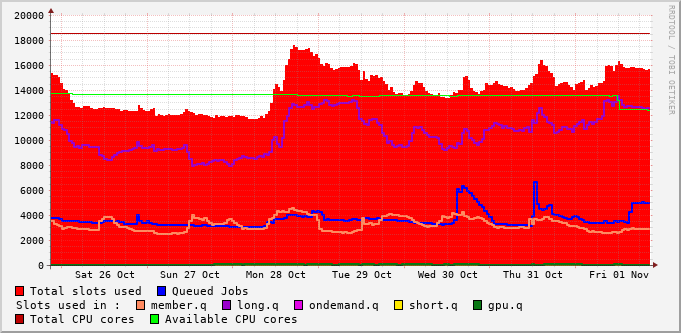 20000
18000
16000
14000
12000
10000
8000
6000
4000
2000
0
Sat 26 Oct Sun 27 Oct Mon 28 Oct Tue 29 Oct Wed 30 Oct Thu 31 Oct Fri 01 Nov
Total slots used Queued Jobs
Slots used in : member.q long.q ondemand.q short.q gpu.q
Total CPU cores Available CPU cores
RRDTOOL / TOBI OETIKER